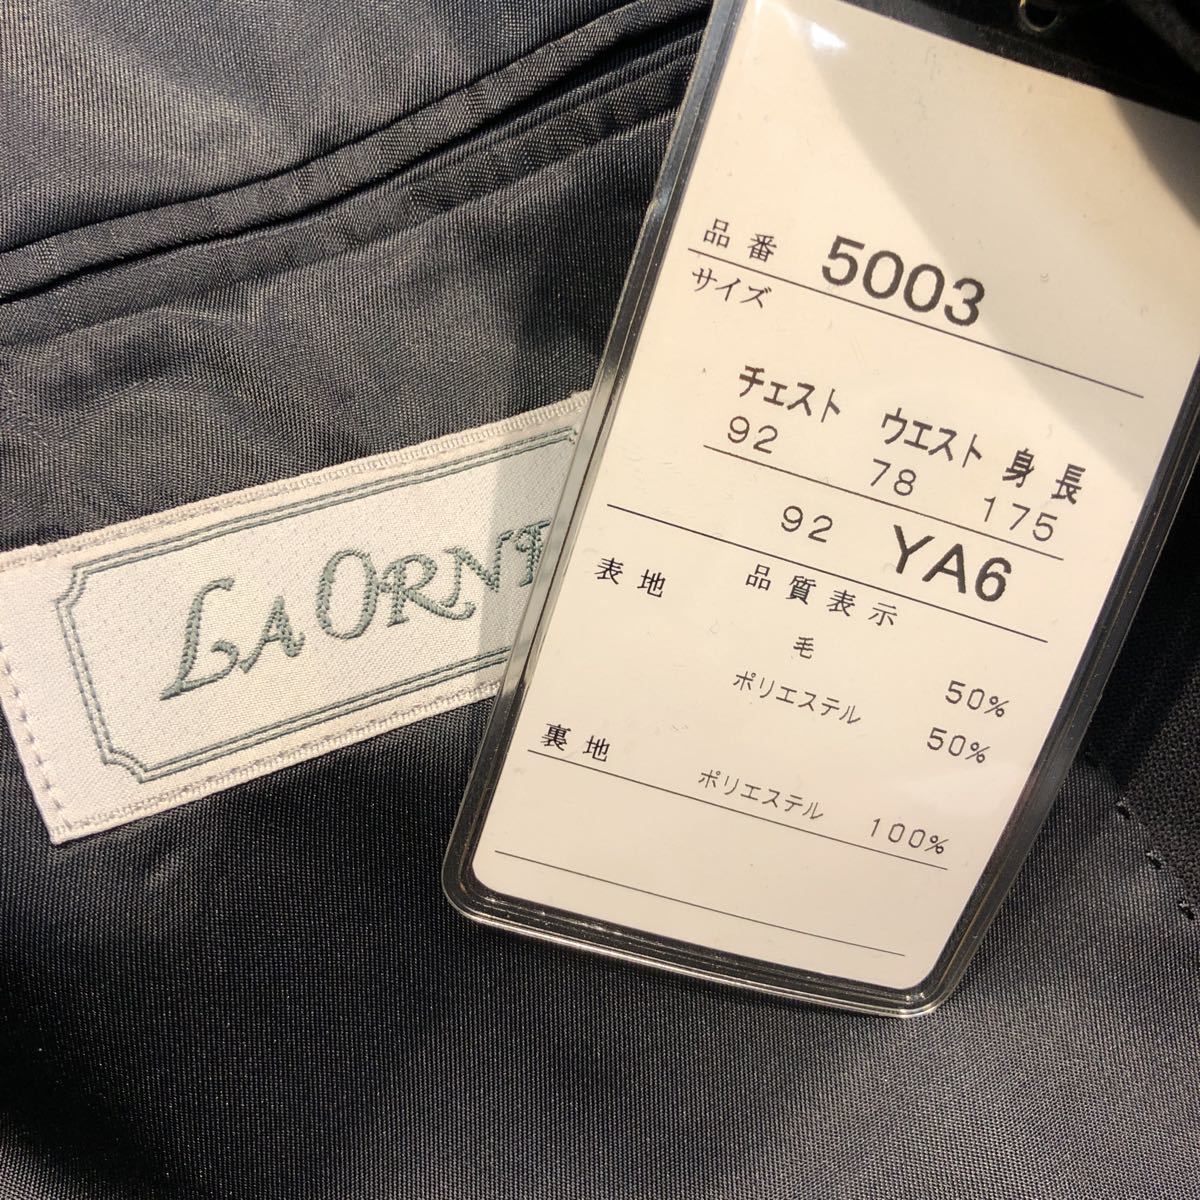 品番 5003
サイズ
チェスト ウエスト 身長
92 78 175
92 YA6
品質表示
表地
毛 50%
ポリエステル 50%
裏地
ポリエステル 100%
LA